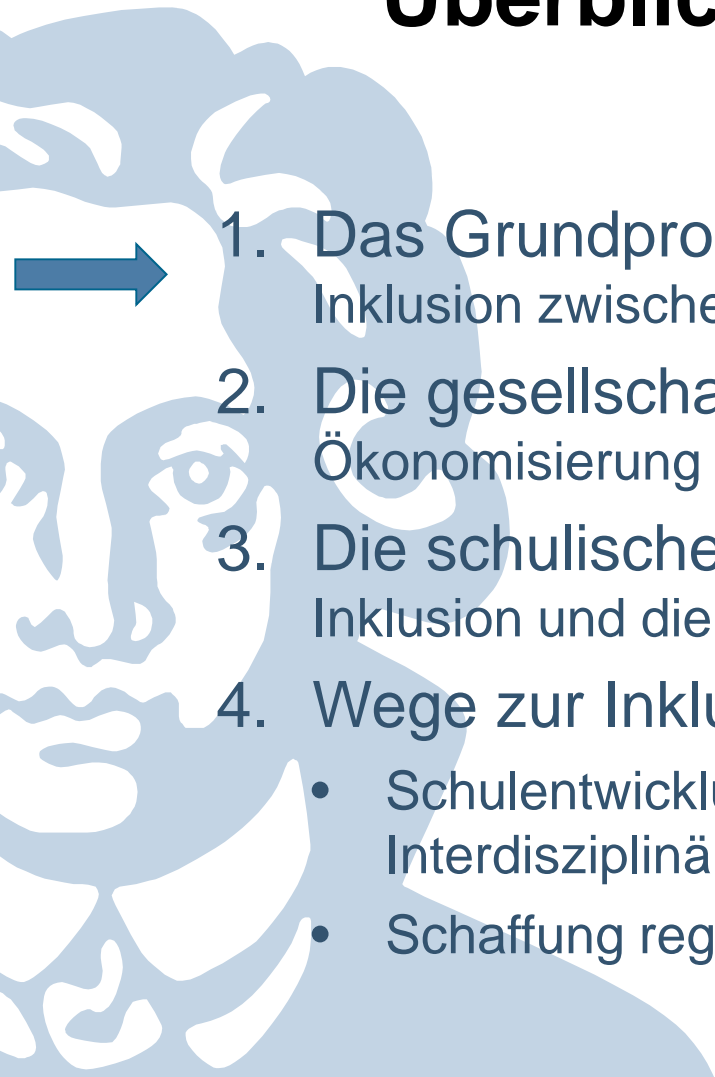 Überblic
1. Das Grundpro
Inklusion zwische
2. Die gesellscha
Ökonomisierung
3. Die schulische
Inklusion und die
4. Wege zur Inklu
• Schulentwicklu
Interdisziplinä
• Schaffung reg